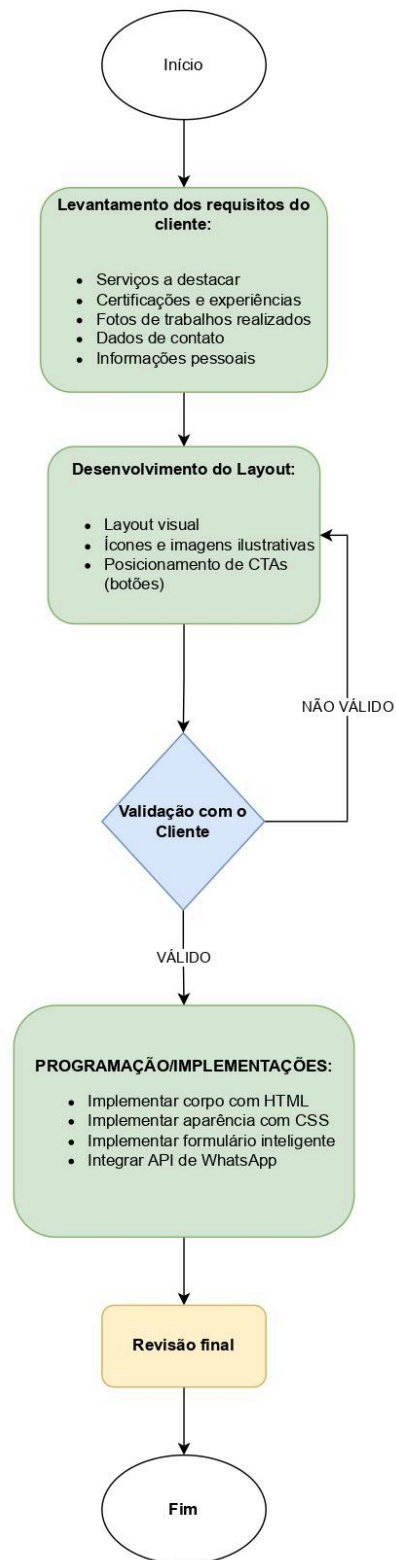 Início
Levantamento dos requisitos do
cliente:
• Serviços a destacar
• Certificações e experiências
• Fotos de trabalhos realizados
• Dados de contato
• Informações pessoais
Desenvolvimento do Layout:
• Layout visual
• Ícones e imagens ilustrativas
• Posicionamento de CTAs
(botões)
NÃO VÁLIDO
Validação com o
Cliente
VÁLIDO
PROGRAMAÇÃO/IMPLEMENTAÇÕES:
• Implementar corpo com HTML
• Implementar aparência com CSS
• Implementar formulário inteligente
• Integrar API de WhatsApp
Revisão final
Fim